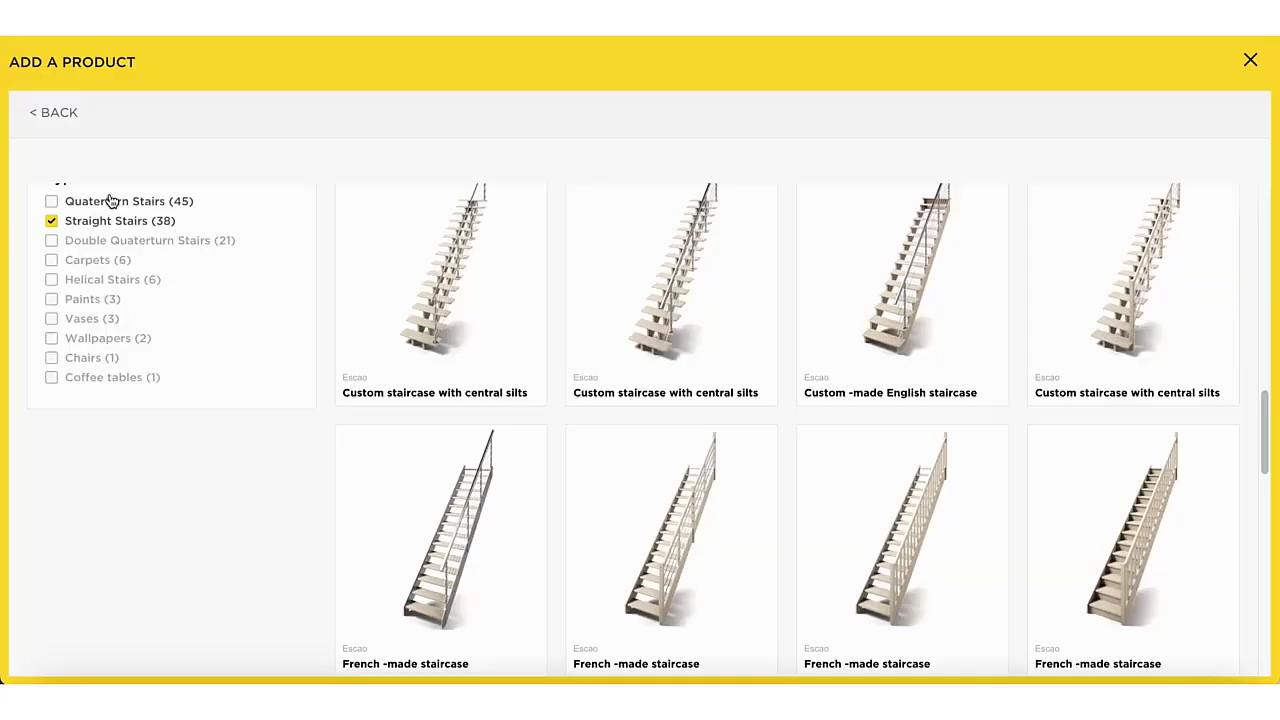 ADD A PRODUCT
< BACK
Quaterturn Stairs (45)
Straight Stairs (38)
Double Quaterturn Stairs (21)
Carpets (6)
Helical Stairs (6)
Paints (3)
Vases (3)
Wallpapers (2)
Chairs (1)
Coffee tables (1)
Escao
Custom staircase with central silts
Escao
Custom staircase with central silts
Escao
Custom -made English staircase
Escao
Custom staircase with central silts
Escao
French -made staircase
Escao
French -made staircase
Escao
French -made staircase
Escao
French -made staircase